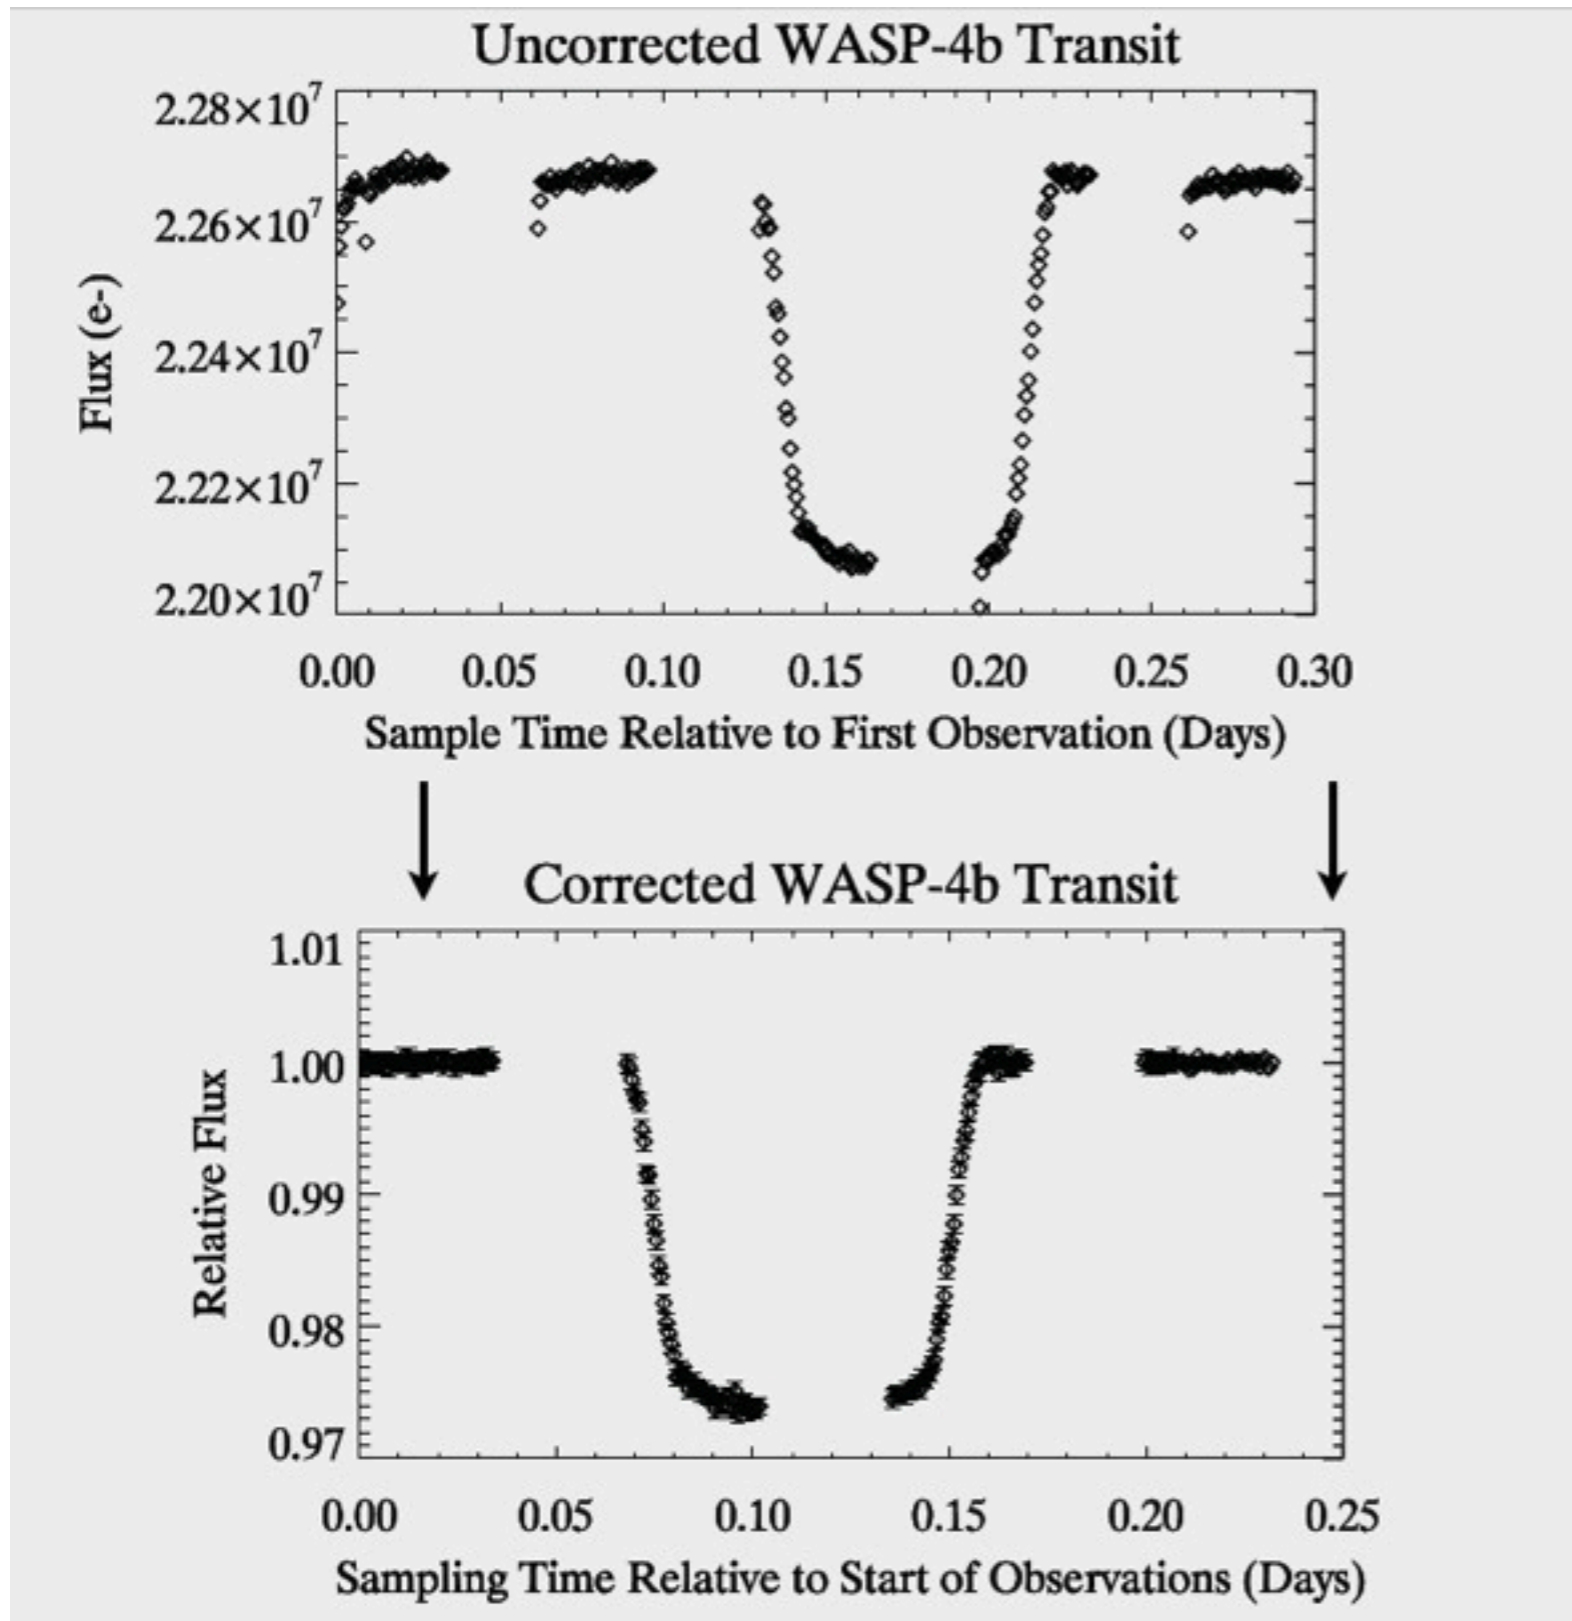 Uncorrected WASP-4b Transit
2.28×10⁷
2.26×10⁷
2.24×10⁷
2.22×10⁷
2.20×10⁷
Flux (e-)
0.00 0.05 0.10 0.15 0.20 0.25 0.30
Sample Time Relative to First Observation (Days)
Corrected WASP-4b Transit
1.01
1.00
0.99
0.98
0.97
Relative Flux
0.00 0.05 0.10 0.15 0.20 0.25
Sampling Time Relative to Start of Observations (Days)